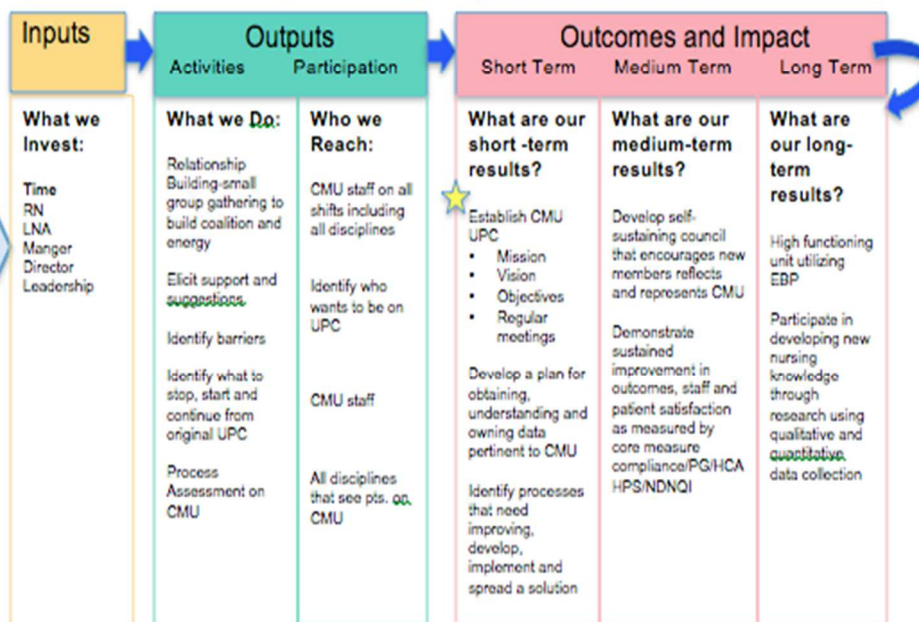 Inputs
Outputs
Activities
Participation
Outcomes and Impact
Short Term
Medium Term
Long Term
What we
Invest:
Time
RN
LNA
Manger
Director
Leadership
What we Do:
Relationship
Building-small
group gathering to
build coalition and
energy
Elicit support and
suggestions
Identify barriers
Identify what to
stop, start and
continue from
original UPC
Process
Assessment on
CMU
Who we
Reach:
CMU staff on all
shifts including
all disciplines
Identify who
wants to be on
UPC
CMU staff
All disciplines
that see pts. on
CMU
What are our
short -term
results?
Establish CMU
UPC
• Mission
• Vision
• Objectives
• Regular
meetings
Develop a plan for
obtaining,
understanding and
owning data
pertinent to CMU
Identify processes
that need
improving,
develop,
implement and
spread a solution
What are our
medium-term
results?
Develop self-
sustaining council
that encourages new
members reflects
and represents CMU
Demonstrate
sustained
improvement in
outcomes, staff and
patient satisfaction
as measured by
core measure
compliance/PG/HCA
HPS/NDNQI
What are
our long-
term
results?
High functioning
unit utilizing
EBP
Participate in
developing new
nursing
knowledge
through
research using
qualitative and
quantitative
data collection